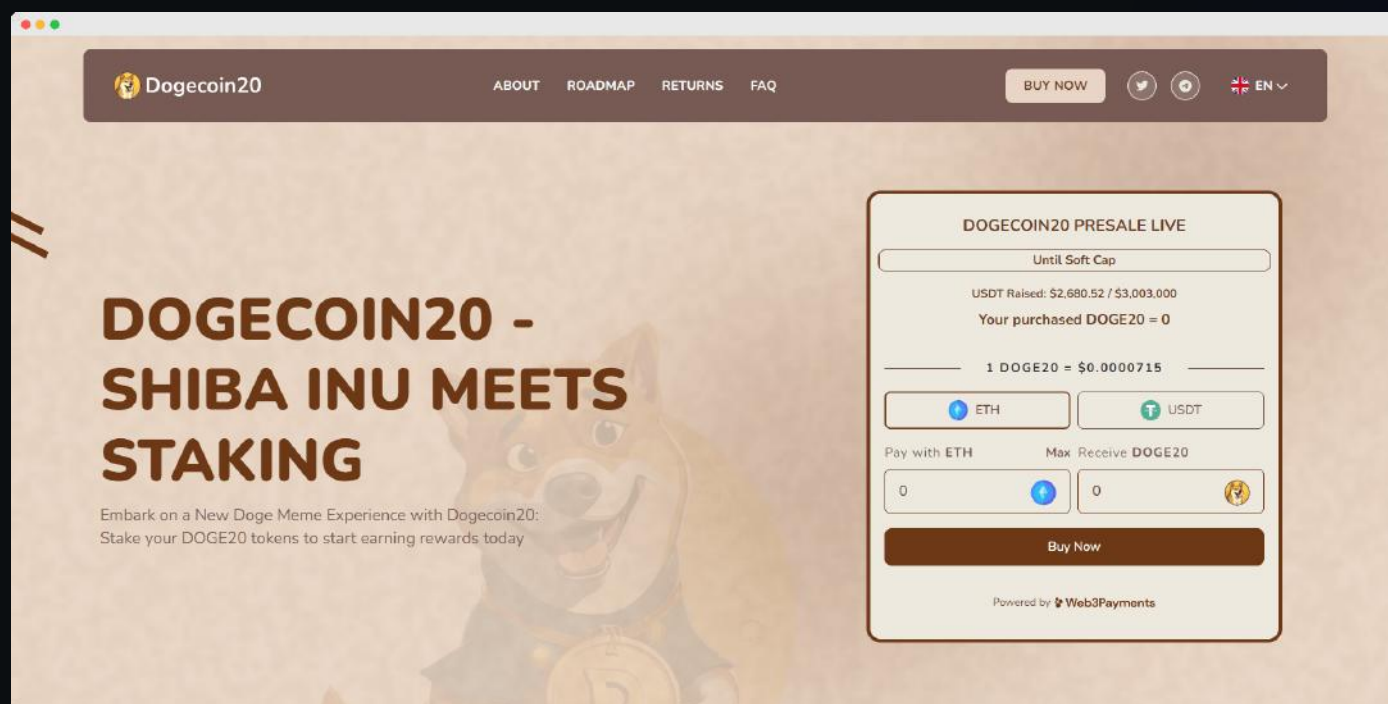 Dogecoin20
ABOUT ROADMAP RETURNS FAQ
BUY NOW
EN
DOGECOIN20 -
SHIBA INU MEETS
STAKING
Embark on a New Doge Meme Experience with Dogecoin20:
Stake your DOGE20 tokens to start earning rewards today
DOGECOIN20 PRESALE LIVE
Until Soft Cap
USDT Raised: $2,680.52 / $3,003,000
Your purchased DOGE20 = 0
1 DOGE20 = $0.0000715
ETH USDT
Pay with ETH Max Receive DOGE20
0 0
Buy Now
Powered by Web3Payments